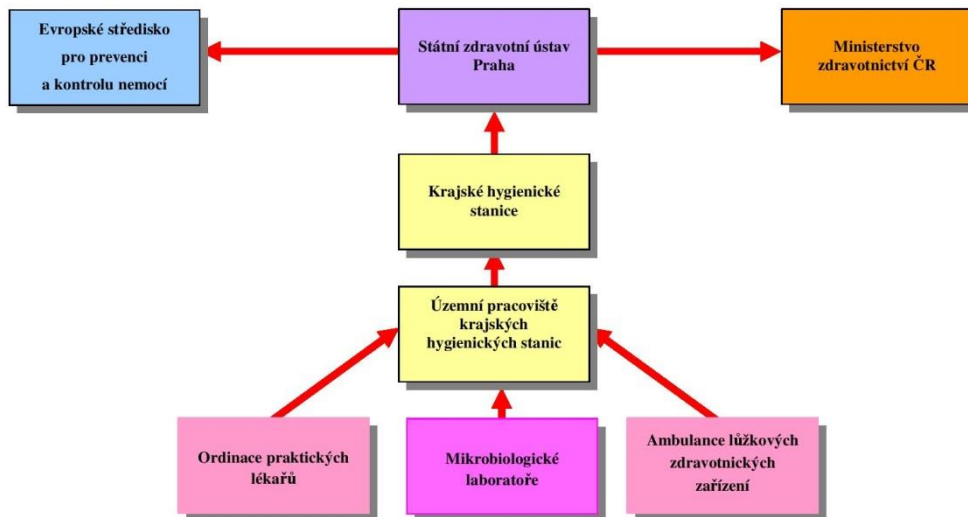 Evropské středisko
pro prevenci
a kontrolu nemocí
Státní zdravotní ústav
Praha
Ministerstvo
zdravotnictví ČR
Krajské hygienické
stanice
Územní pracoviště
krajských
hygienických stanic
Ordinace praktických
lékařů
Mikrobiologické
laboratoře
Ambulance lůžkových
zdravotnických
zařízení